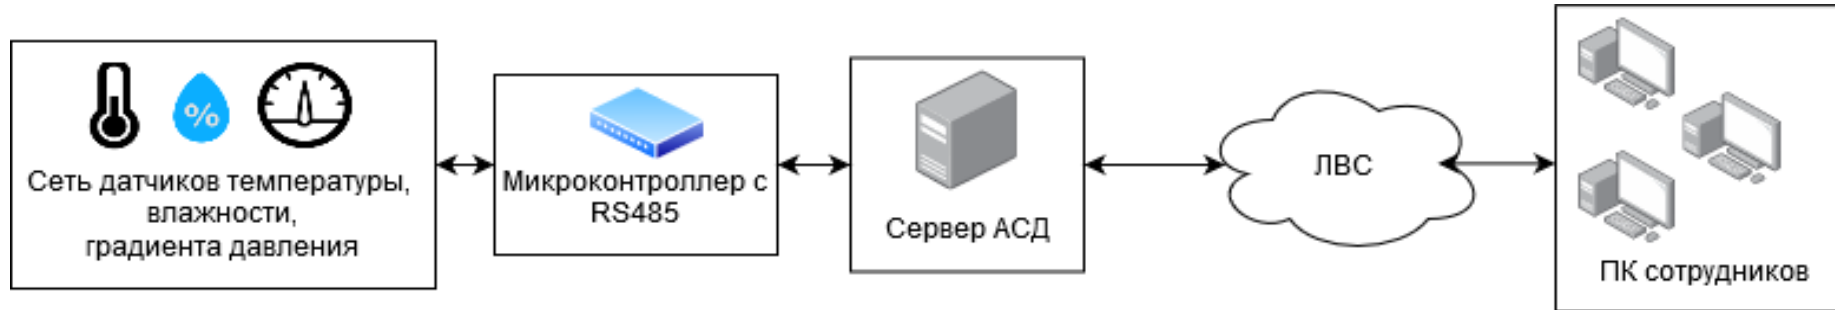 %
Сеть датчиков температуры,
влажности,
градиента давления
Микроконтроллер с
RS485
Сервер АСД
ЛВС
ПК сотрудников